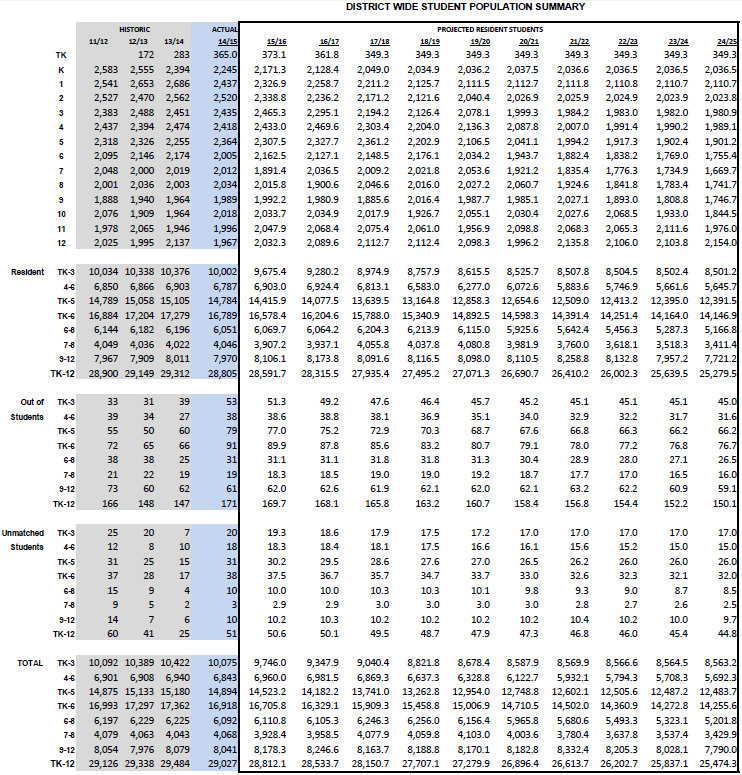 DISTRICT WIDE STUDENT POPULATION SUMMARY
HISTORIC ACTUAL PROJECTED RESIDENT STUDENTS
11/12 12/13 13/14 14/15 15/16 16/17 17/18 18/19 19/20 20/21 21/22 22/23 23/24 24/25
TK 172 283 365.0 373.1 361.8 349.3 349.3 349.3 349.3 349.3 349.3 349.3 349.3
K 2,583 2,555 2,394 2,245 2,171.3 2,128.4 2,049.0 2,034.9 2,036.2 2,037.5 2,036.6 2,036.5 2,036.5 2,036.5
1 2,541 2,653 2,686 2,437 2,326.9 2,258.7 2,211.2 2,125.7 2,111.5 2,112.7 2,111.8 2,110.8 2,110.7 2,110.7
2 2,527 2,470 2,562 2,520 2,338.8 2,236.2 2,171.2 2,121.6 2,040.4 2,026.9 2,025.9 2,024.9 2,023.9 2,023.8
3 2,383 2,488 2,451 2,435 2,465.3 2,295.1 2,194.2 2,126.4 2,078.1 1,999.3 1,984.2 1,983.0 1,982.0 1,980.9
4 2,437 2,394 2,474 2,418 2,433.0 2,469.6 2,303.4 2,204.0 2,136.3 2,087.8 2,007.0 1,991.4 1,990.2 1,989.1
5 2,318 2,326 2,255 2,364 2,307.5 2,327.7 2,361.2 2,202.9 2,106.5 2,041.1 1,994.2 1,917.3 1,902.4 1,901.2
6 2,095 2,146 2,174 2,005 2,162.5 2,127.1 2,148.5 2,176.1 2,034.2 1,943.7 1,882.4 1,838.2 1,769.0 1,755.4
7 2,048 2,000 2,019 2,012 1,891.4 2,036.5 2,009.2 2,021.8 2,053.6 1,921.2 1,835.4 1,776.3 1,734.9 1,669.7
8 2,001 2,036 2,003 2,034 2,015.8 1,900.6 2,046.6 2,016.0 2,027.2 2,060.7 1,924.6 1,841.8 1,783.4 1,741.7
9 1,888 1,940 1,964 1,989 1,992.2 1,980.9 1,885.6 2,016.4 1,987.7 1,985.1 2,027.1 1,893.0 1,808.8 1,746.7
10 2,076 1,909 1,964 2,018 2,033.7 2,034.9 2,017.9 1,926.7 2,055.1 2,030.4 2,027.6 2,068.5 1,933.0 1,844.5
11 1,978 2,065 1,946 1,996 2,047.9 2,068.4 2,075.4 2,061.0 1,956.9 2,098.8 2,068.3 2,065.3 2,111.6 1,976.0
12 2,025 1,995 2,137 1,967 2,032.3 2,089.6 2,112.7 2,112.4 2,098.3 1,996.2 2,135.8 2,106.0 2,103.8 2,154.0
Resident TK-3 10,034 10,338 10,376 10,002 9,675.4 9,280.2 8,974.9 8,757.9 8,615.5 8,525.7 8,507.8 8,504.5 8,502.4 8,501.2
4-6 6,850 6,866 6,903 6,787 6,903.0 6,924.4 6,813.1 6,583.0 6,277.0 6,072.6 5,883.6 5,746.9 5,661.6 5,645.7
TK-5 14,789 15,058 15,105 14,784 14,415.9 14,077.5 13,639.5 13,164.8 12,858.3 12,654.6 12,509.0 12,413.2 12,395.0 12,391.5
TK-6 16,884 17,204 17,279 16,789 16,578.4 16,204.6 15,788.0 15,340.9 14,892.5 14,598.3 14,391.4 14,251.4 14,164.0 14,146.9
6-8 6,144 6,182 6,196 6,051 6,069.7 6,064.2 6,204.3 6,213.9 6,115.0 5,925.6 5,642.4 5,456.3 5,287.3 5,166.8
7-8 4,049 4,036 4,022 4,046 3,907.2 3,937.1 4,055.8 4,037.8 4,080.8 3,981.9 3,760.0 3,618.1 3,518.3 3,411.4
9-12 7,967 7,909 8,011 7,970 8,106.1 8,173.8 8,091.6 8,116.5 8,098.0 8,110.5 8,258.8 8,132.8 7,957.2 7,721.2
TK-12 28,900 29,149 29,312 28,805 28,591.7 28,315.5 27,935.4 27,495.2 27,071.3 26,690.7 26,410.2 26,002.3 25,639.5 25,279.5
Out of TK-3 33 31 39 53 51.3 49.2 47.6 46.4 45.7 45.2 45.1 45.1 45.1 45.0
Students 4-6 39 34 27 38 38.6 38.8 38.1 36.9 35.1 34.0 32.9 32.2 31.7 31.6
TK-5 55 50 60 79 77.0 75.2 72.9 70.3 68.7 67.6 66.8 66.3 66.2 66.2
TK-6 72 65 66 91 89.9 87.8 85.6 83.2 80.7 79.1 78.0 77.2 76.8 76.7
6-8 38 38 25 31 31.1 31.1 31.8 31.8 31.3 30.4 28.9 28.0 27.1 26.5
7-8 21 22 19 19 18.3 18.5 19.0 19.0 19.2 18.7 17.7 17.0 16.5 16.0
9-12 73 60 62 61 62.0 62.6 61.9 62.1 62.0 62.1 63.2 62.2 60.9 59.1
TK-12 166 148 147 171 169.7 168.1 165.8 163.2 160.7 158.4 156.8 154.4 152.2 150.1
Unmatched TK-3 25 20 7 20 19.3 18.6 17.9 17.5 17.2 17.0 17.0 17.0 17.0 17.0
Students 4-6 12 8 10 18 18.3 18.4 18.1 17.5 16.6 16.1 15.6 15.2 15.0 15.0
TK-5 31 25 15 31 30.2 29.5 28.6 27.6 27.0 26.5 26.2 26.0 26.0 26.0
TK-6 37 28 17 38 37.5 36.7 35.7 34.7 33.7 33.0 32.6 32.3 32.1 32.0
6-8 15 9 4 10 10.0 10.0 10.3 10.3 10.1 9.8 9.3 9.0 8.7 8.5
7-8 9 5 2 3 2.9 2.9 3.0 3.0 3.0 3.0 2.8 2.7 2.6 2.5
9-12 14 7 6 10 10.2 10.3 10.2 10.2 10.2 10.2 10.4 10.2 10.0 9.7
TK-12 60 41 25 51 50.6 50.1 49.5 48.7 47.9 47.3 46.8 46.0 45.4 44.8
TOTAL TK-3 10,092 10,389 10,422 10,075 9,746.0 9,347.9 9,040.4 8,821.8 8,678.4 8,587.9 8,569.9 8,566.6 8,564.5 8,563.2
4-6 6,901 6,908 6,940 6,843 6,960.0 6,981.5 6,869.3 6,637.3 6,328.8 6,122.7 5,932.1 5,794.3 5,708.3 5,692.3
TK-5 14,875 15,133 15,180 14,894 14,523.2 14,182.2 13,741.0 13,262.8 12,954.0 12,748.8 12,602.1 12,505.6 12,487.2 12,483.7
TK-6 16,993 17,297 17,362 16,918 16,705.8 16,329.1 15,909.3 15,458.8 15,006.9 14,710.5 14,502.0 14,360.9 14,272.8 14,255.6
6-8 6,197 6,229 6,225 6,092 6,110.8 6,105.3 6,246.3 6,256.0 6,156.4 5,965.8 5,680.6 5,493.3 5,323.1 5,201.8
7-8 4,079 4,063 4,043 4,068 3,928.4 3,958.5 4,077.9 4,059.8 4,103.0 4,003.6 3,780.4 3,637.8 3,537.4 3,429.9
9-12 8,054 7,976 8,079 8,041 8,178.3 8,246.6 8,163.7 8,188.8 8,170.1 8,182.8 8,332.4 8,205.3 8,028.1 7,790.0
TK-12 29,126 29,338 29,484 29,027 28,812.1 28,533.7 28,150.7 27,707.1 27,279.9 26,896.4 26,613.7 26,202.7 25,837.1 25,474.3